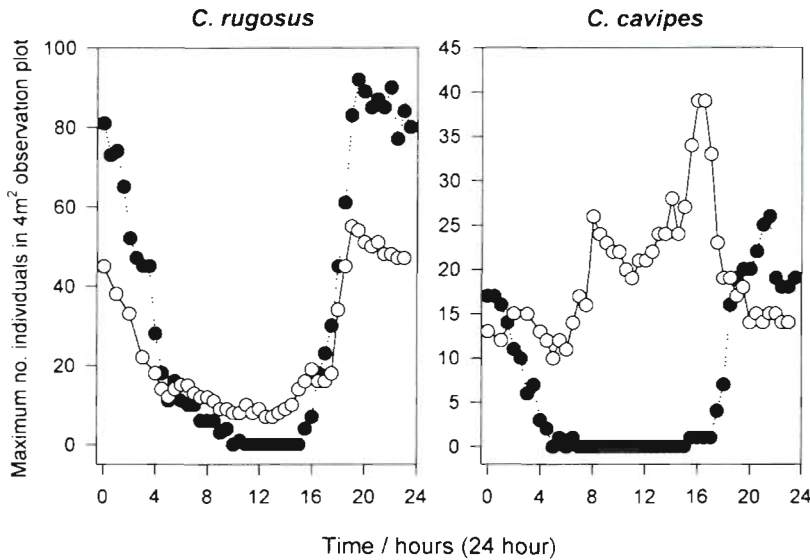 C. rugosus
C. cavipes
Maximum no. individuals in 4m² observation plot
100
80
60
40
20
0
45
40
35
30
25
20
15
10
5
0
0 4 8 12 16 20 24
0 4 8 12 16 20 24
Time / hours (24 hour)